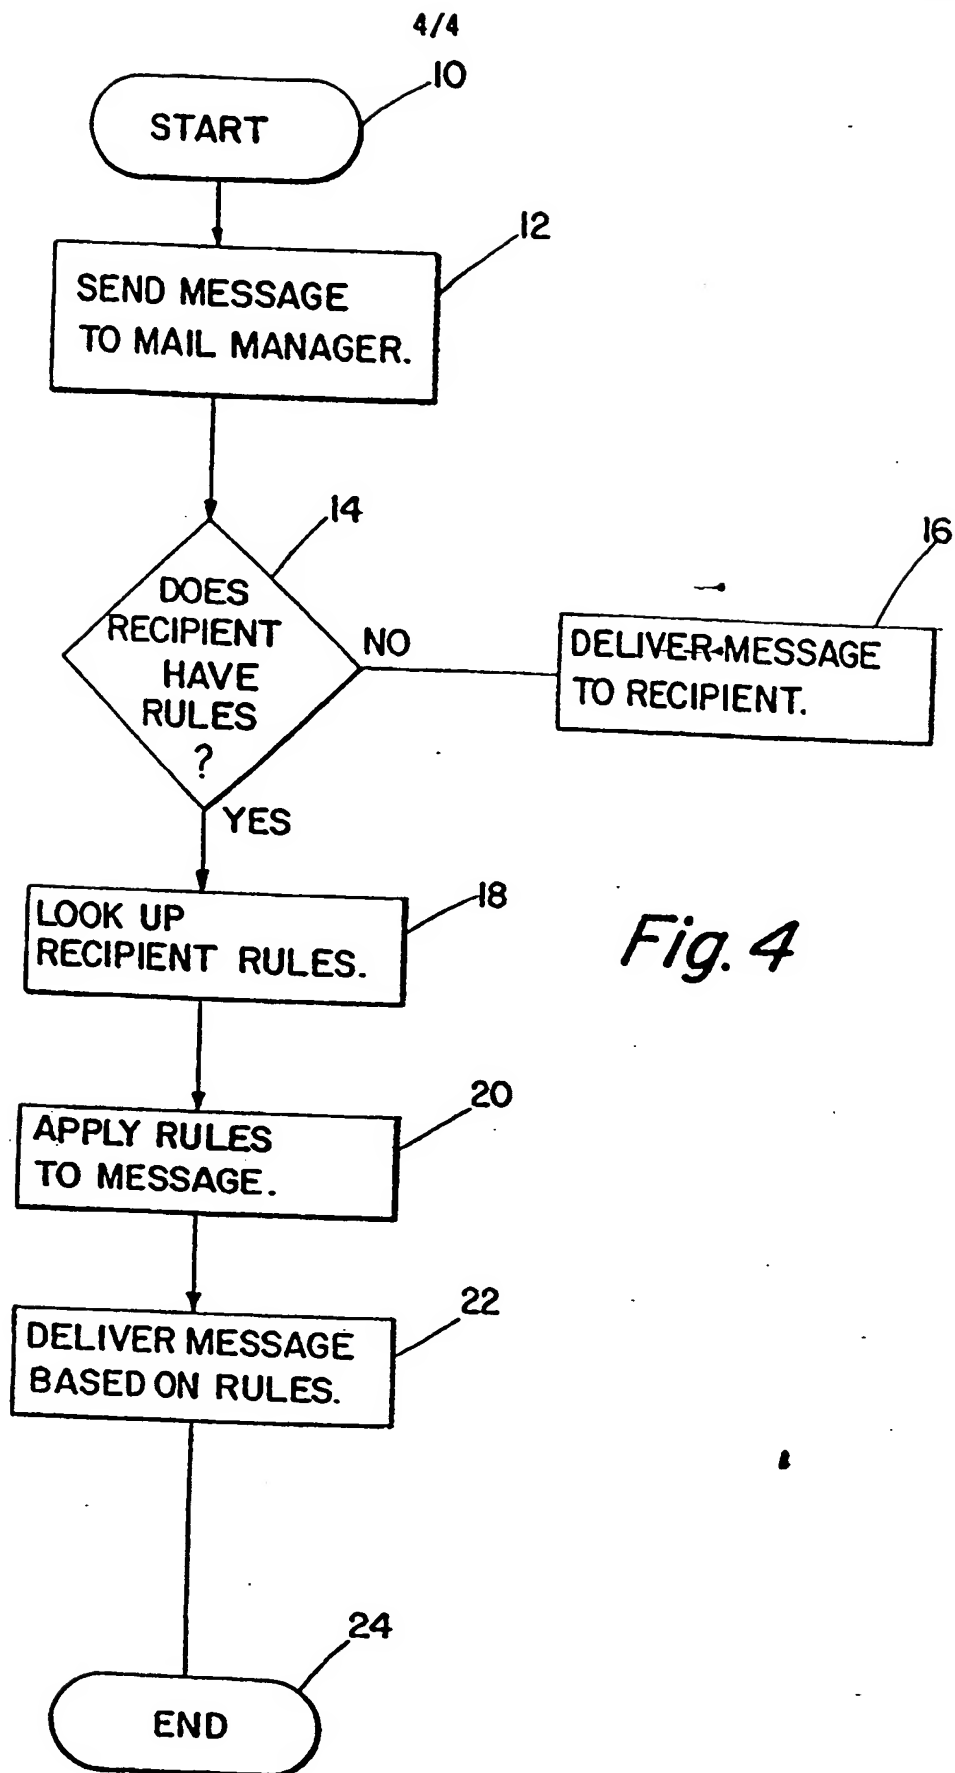 4/4
10
START
12
SEND MESSAGE
TO MAIL MANAGER.
14
DOES
RECIPIENT
HAVE
RULES
?
NO
16
DELIVER MESSAGE
TO RECIPIENT.
YES
18
LOOK UP
RECIPIENT RULES.
Fig. 4
20
APPLY RULES
TO MESSAGE.
22
DELIVER MESSAGE
BASED ON RULES.
24
END